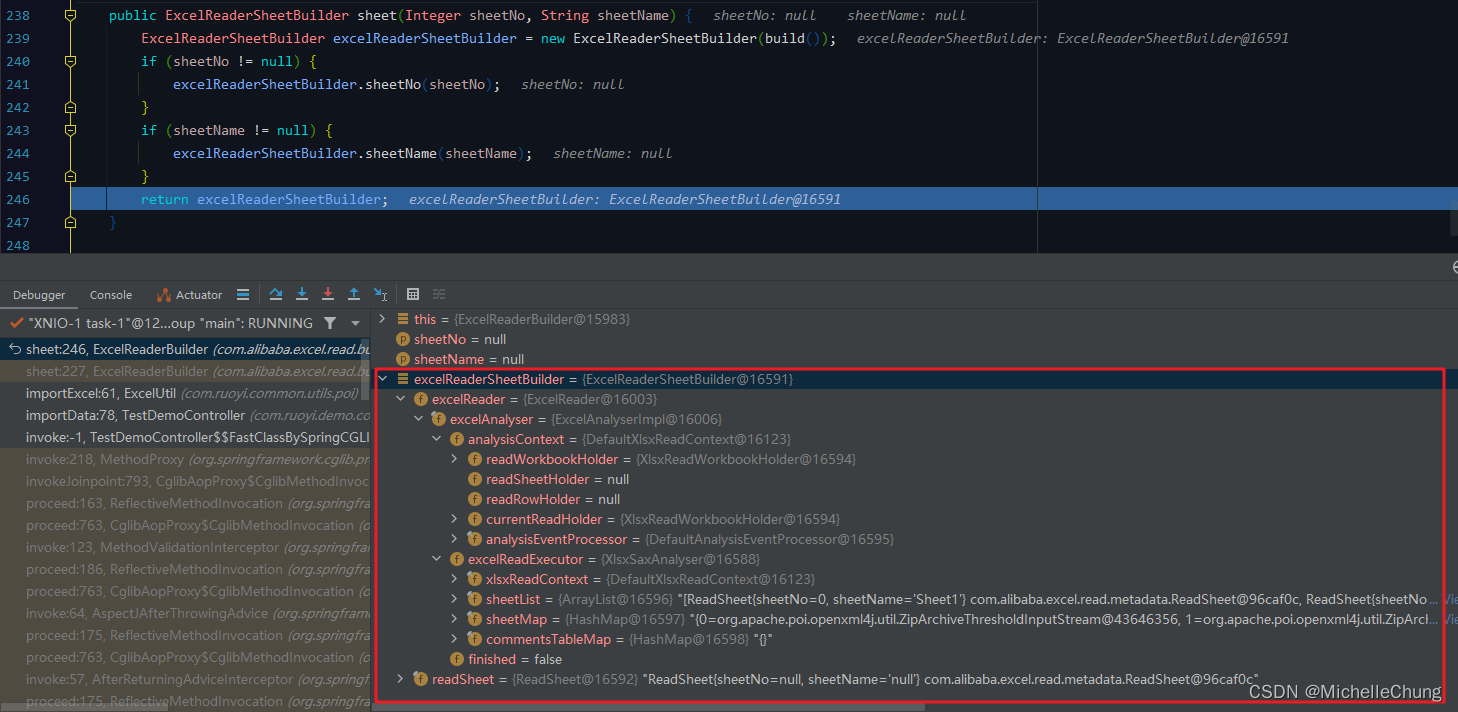 238 public ExcelReaderSheetBuilder sheet(Integer sheetNo, String sheetName) { sheetNo: null sheetName: null
239 ExcelReaderSheetBuilder excelReaderSheetBuilder = new ExcelReaderSheetBuilder(build()); excelReaderSheetBuilder: ExcelReaderSheetBuilder@16591
240 if (sheetNo != null) {
241 excelReaderSheetBuilder.sheetNo(sheetNo); sheetNo: null
242 }
243 if (sheetName != null) {
244 excelReaderSheetBuilder.sheetName(sheetName); sheetName: null
245 }
246 return excelReaderSheetBuilder; excelReaderSheetBuilder: ExcelReaderSheetBuilder@16591
247 }
248
Debugger Console Actuator
"XNIO-1 task-1"@12...oup "main": RUNNING
sheet:246, ExcelReaderBuilder (com.alibaba.excel.read.bu
sheet:227, ExcelReaderBuilder (com.alibaba.excel.read.bu
importExcel:61, ExcelUtil (com.ruoyi.common.utils.poi)
importData:78, TestDemoController (com.ruoyi.demo.co
invoke:-1, TestDemoController$$FastClassBySpringCGLI
invoke:218, MethodProxy (org.springframework.cglib.pr
invokeJoinpoint:793, CglibAopProxy$CglibMethodInvoc
proceed:163, ReflectiveMethodInvocation (org.springfra
proceed:763, CglibAopProxy$CglibMethodInvocation (o
invoke:123, MethodValidationInterceptor (org.springfram
proceed:186, ReflectiveMethodInvocation (org.springfra
proceed:763, CglibAopProxy$CglibMethodInvocation (o
invoke:64, AspectJAfterThrowingAdvice (org.springfram
proceed:175, ReflectiveMethodInvocation (org.springfra
proceed:763, CglibAopProxy$CglibMethodInvocation (o
invoke:57, AfterReturningAdviceInterceptor (org.springfra
proceed:175, ReflectiveMethodInvocation (org.springfra
this = {ExcelReaderBuilder@15983}
sheetNo = null
sheetName = null
excelReaderSheetBuilder = {ExcelReaderSheetBuilder@16591}
excelReader = {ExcelReader@16003}
excelAnalyser = {ExcelAnalyserImpl@16006}
analysisContext = {DefaultXlsxReadContext@16123}
readWorkbookHolder = {XlsxReadWorkbookHolder@16594}
readSheetHolder = null
readRowHolder = null
currentReadHolder = {XlsxReadWorkbookHolder@16594}
analysisEventProcessor = {DefaultAnalysisEventProcessor@16595}
excelReadExecutor = {XlsxSaxAnalyser@16588}
xlsxReadContext = {DefaultXlsxReadContext@16123}
sheetList = {ArrayList@16596} "[ReadSheet{sheetNo=0, sheetName='Sheet1'} com.alibaba.excel.read.metadata.ReadSheet@96caf0c, ReadSheet{sheetNo...
sheetMap = {HashMap@16597} "{0=org.apache.poi.openxml4j.util.ZipArchiveThresholdInputStream@43646356, 1=org.apache.poi.openxml4j.util.ZipArcl...
commentsTableMap = {HashMap@16598} "{}"
finished = false
readSheet = {ReadSheet@16592} "ReadSheet{sheetNo=null, sheetName='null'} com.alibaba.excel.read.metadata.ReadSheet@96caf0c"
CSDN @MichelleChung